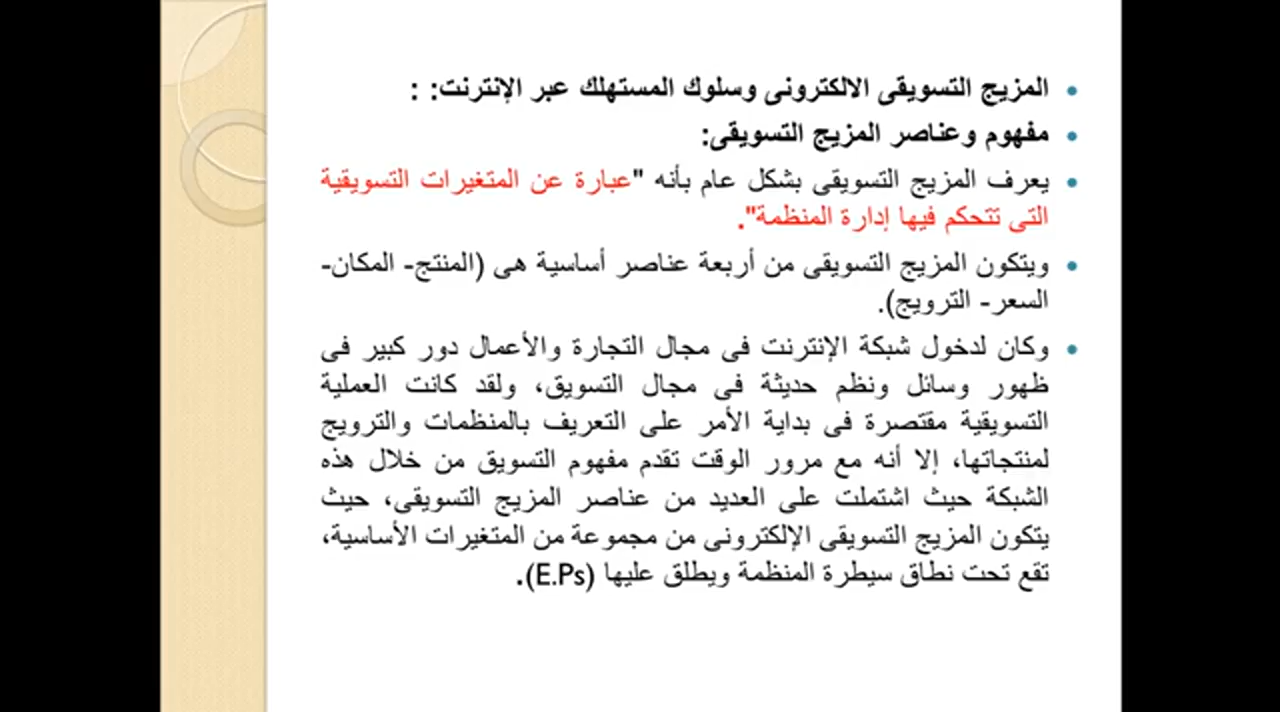 المزيج التسويقى الالكترونى وسلوك المستهلك عبر الإنترنت: :
مفهوم وعناصر المزيج التسويقى:
يعرف المزيج التسويقى بشكل عام بأنه "عبارة عن المتغيرات التسويقية
التى تتحكم فيها إدارة المنظمة".
ويتكون المزيج التسويقى من أربعة عناصر أساسية هى (المنتج- المكان-
السعر- الترويج).
وكان لدخول شبكة الإنترنت فى مجال التجارة والأعمال دور كبير فى
ظهور وسائل ونظم حديثة فى مجال التسويق، ولقد كانت العملية
التسويقية مقتصرة فى بداية الأمر على التعريف بالمنظمات والترويج
لمنتجاتها، إلا أنه مع مرور الوقت تقدم مفهوم التسويق من خلال هذه
الشبكة حيث اشتملت على العديد من عناصر المزيج التسويقى، حيث
يتكون المزيج التسويقى الإلكترونى من مجموعة من المتغيرات الأساسية،
تقع تحت نطاق سيطرة المنظمة ويطلق عليها (E.Ps).